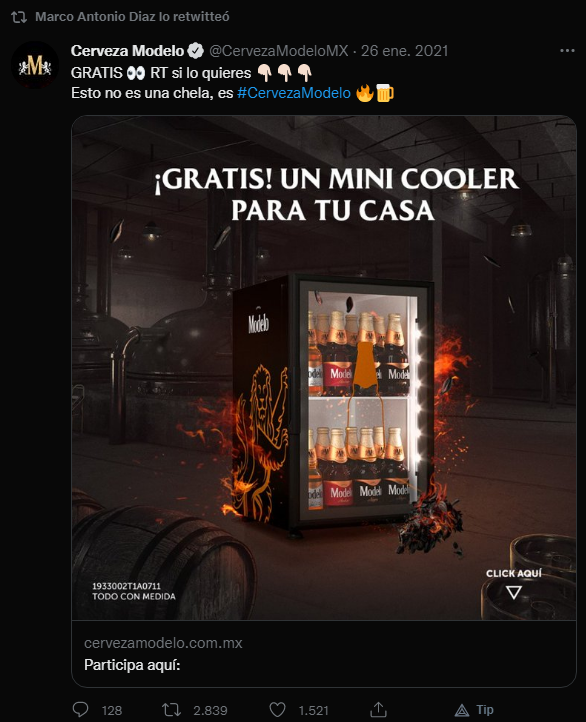 Marco Antonio Diaz lo retwitteó
Cerveza Modelo @CervezaModeloMX · 26 ene. 2021 ···
GRATIS 👀 RT si lo quieres 👇🏻👇🏻👇🏻
Esto no es una chela, es #CervezaModelo 🔥🍺
¡GRATIS! UN MINI COOLER
PARA TU CASA
Modelo
Modelo
Modelo
Modelo Modelo Modelo
CLICK AQUÍ
1933002T1A0711
TODO CON MEDIDA
cervezamodelo.com.mx
Participa aquí:
128 2.839 1.521 Tip